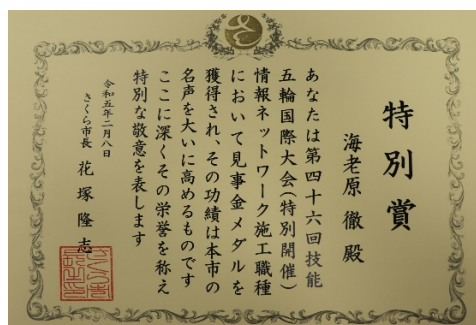 特別賞
海老原 徹 殿
あなたは第四十六回技能
五輪国際大会(特別開催)
情報ネットワーク施工職種
において見事金メダルを
獲得され、その功績は本市の
名声を大いに高めるものです
ここに深くその栄誉を称え
特別な敬意を表します
令和五年二月八日
さくら市長 花塚隆志